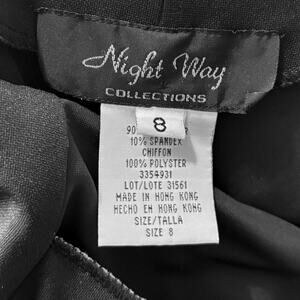 Night Way
COLLECTIONS
8
90
10% SPANDEX
CHIFFON
100% POLYSTER
3354931
LOT/LOTE 31561
MADE IN HONG KONG
HECHO EN HONG KONG
SIZE/TALLA
SIZE 8